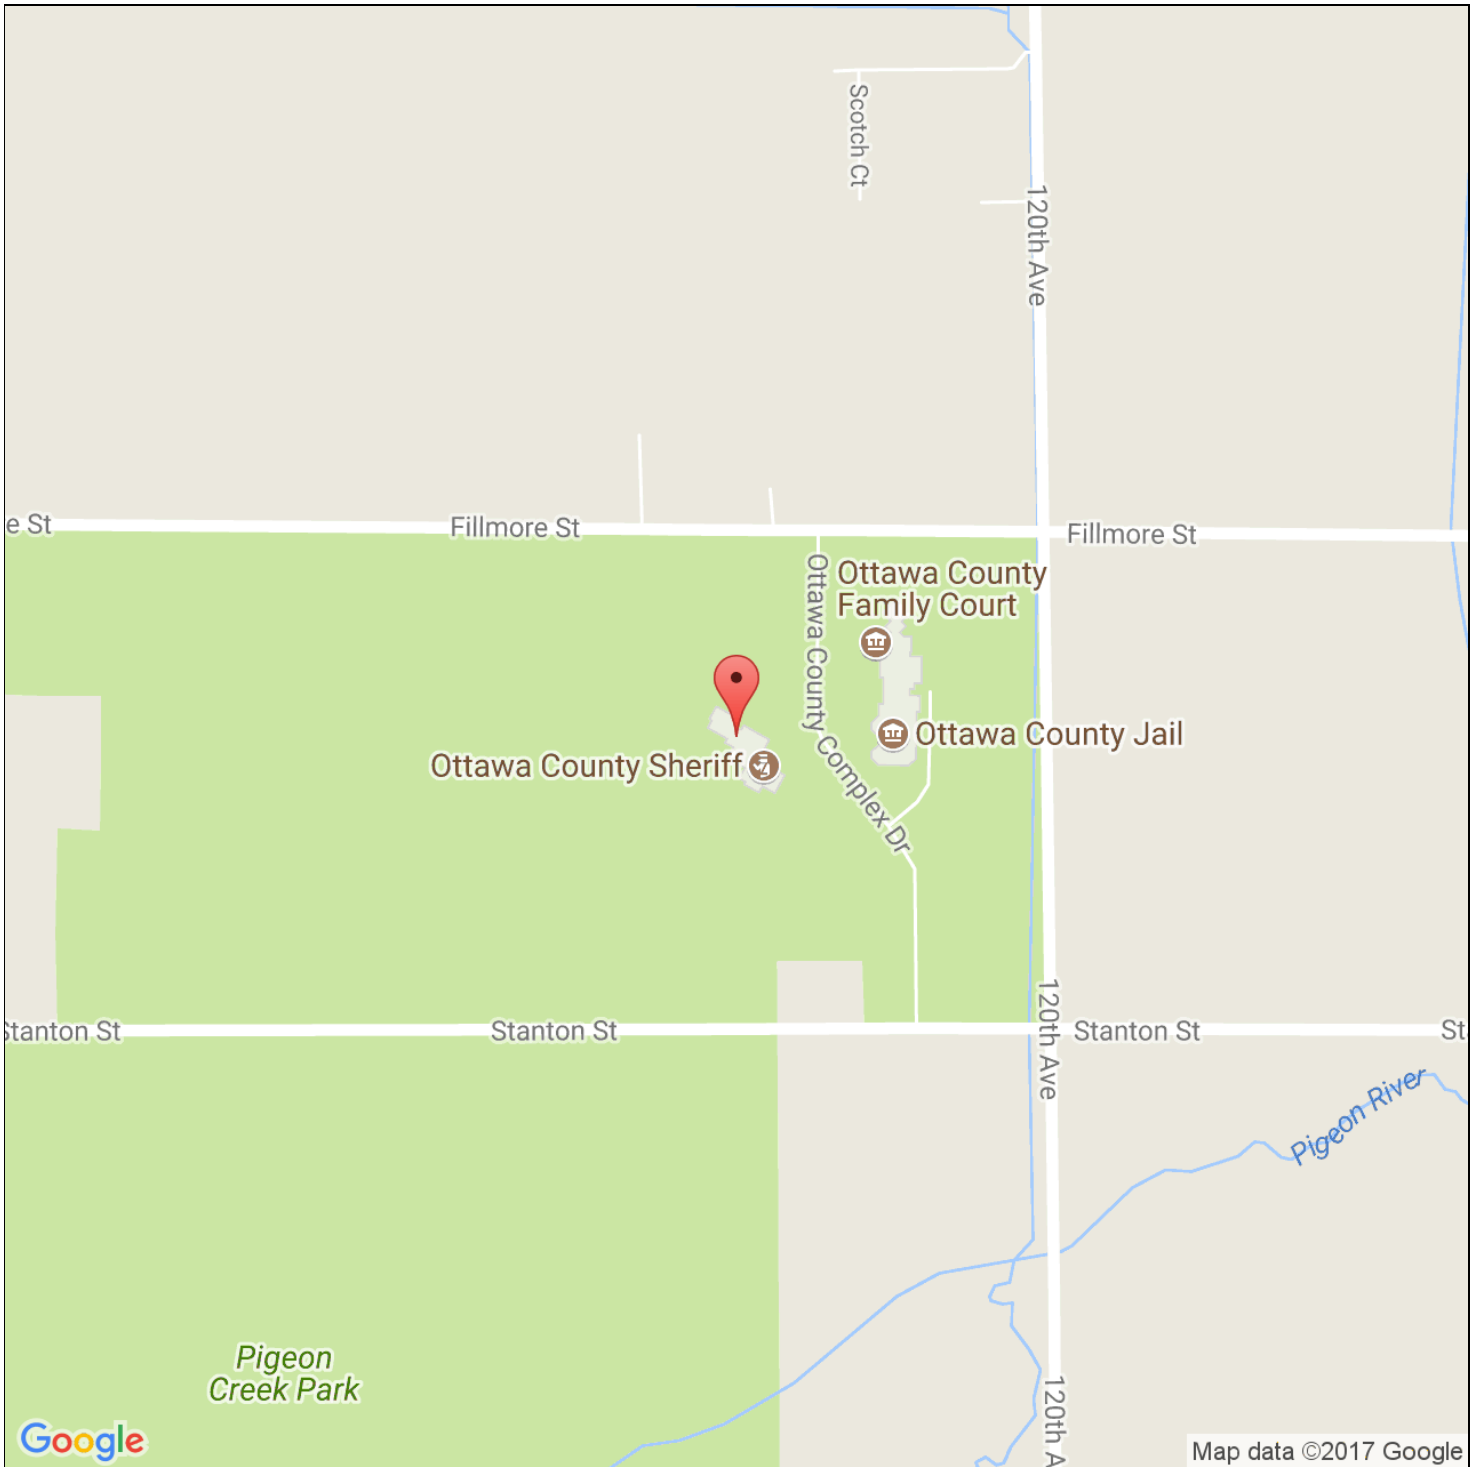 Scotch Ct
120th Ave
e St
Fillmore St
Fillmore St
Ottawa County Complex Dr
Ottawa County
Family Court
Ottawa County Jail
Ottawa County Sheriff
Stanton St
Stanton St
120th Ave
Stanton St
St
Pigeon River
Pigeon
Creek Park
120th A
Google
Map data ©2017 Google